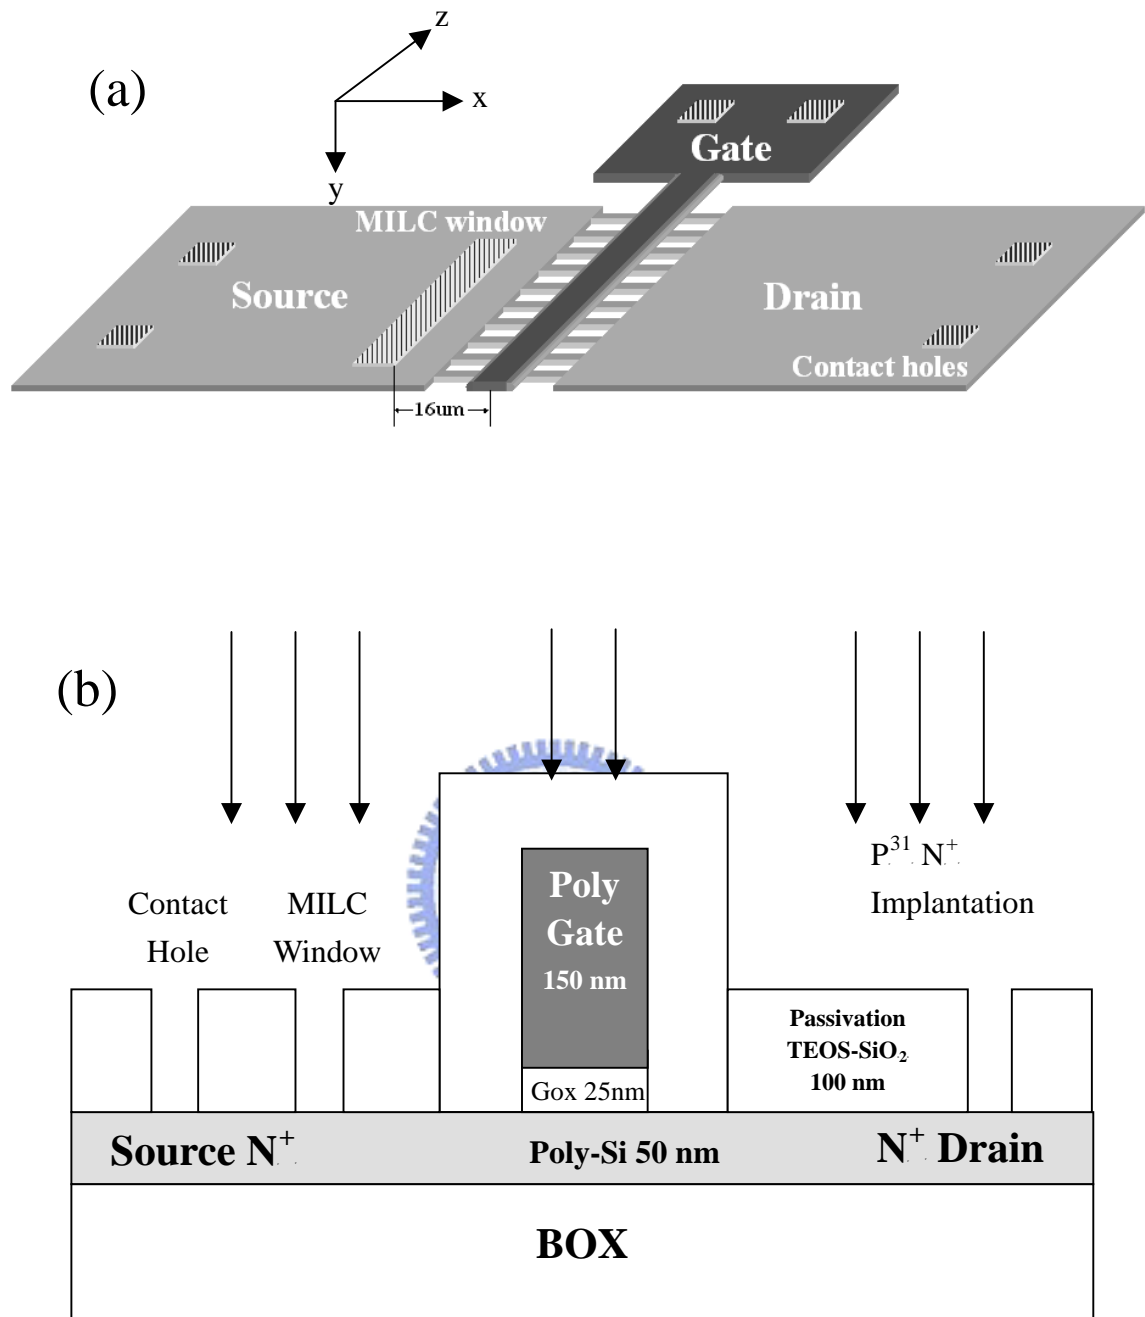 (a)
z
x
y
Gate
MILC window
Source
Drain
Contact holes
16um
(b)
P³¹ N⁺
Implantation
Contact
Hole
MILC
Window
Poly
Gate
150 nm
Passivation
TEOS-SiO₂
100 nm
Gox 25nm
Source N⁺
Poly-Si 50 nm
N⁺ Drain
BOX